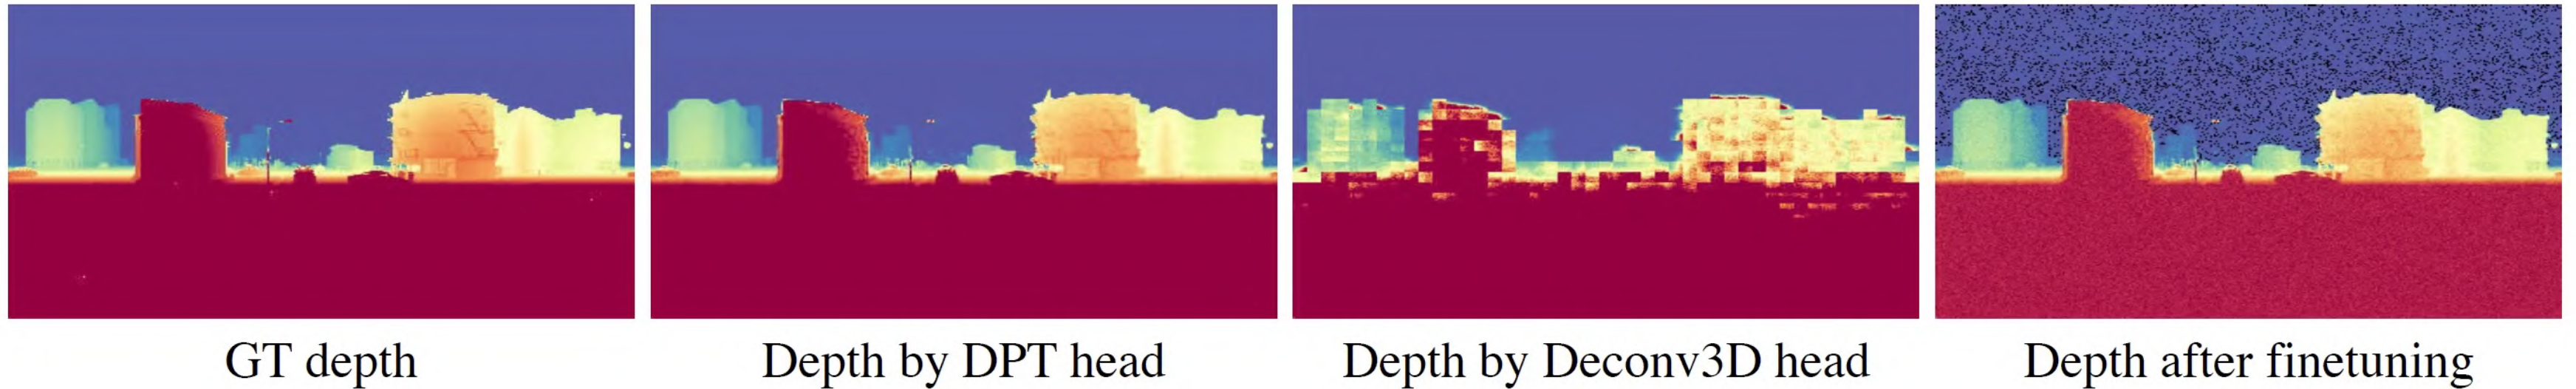 GT depth
Depth by DPT head
Depth by Deconv3D head
Depth after finetuning